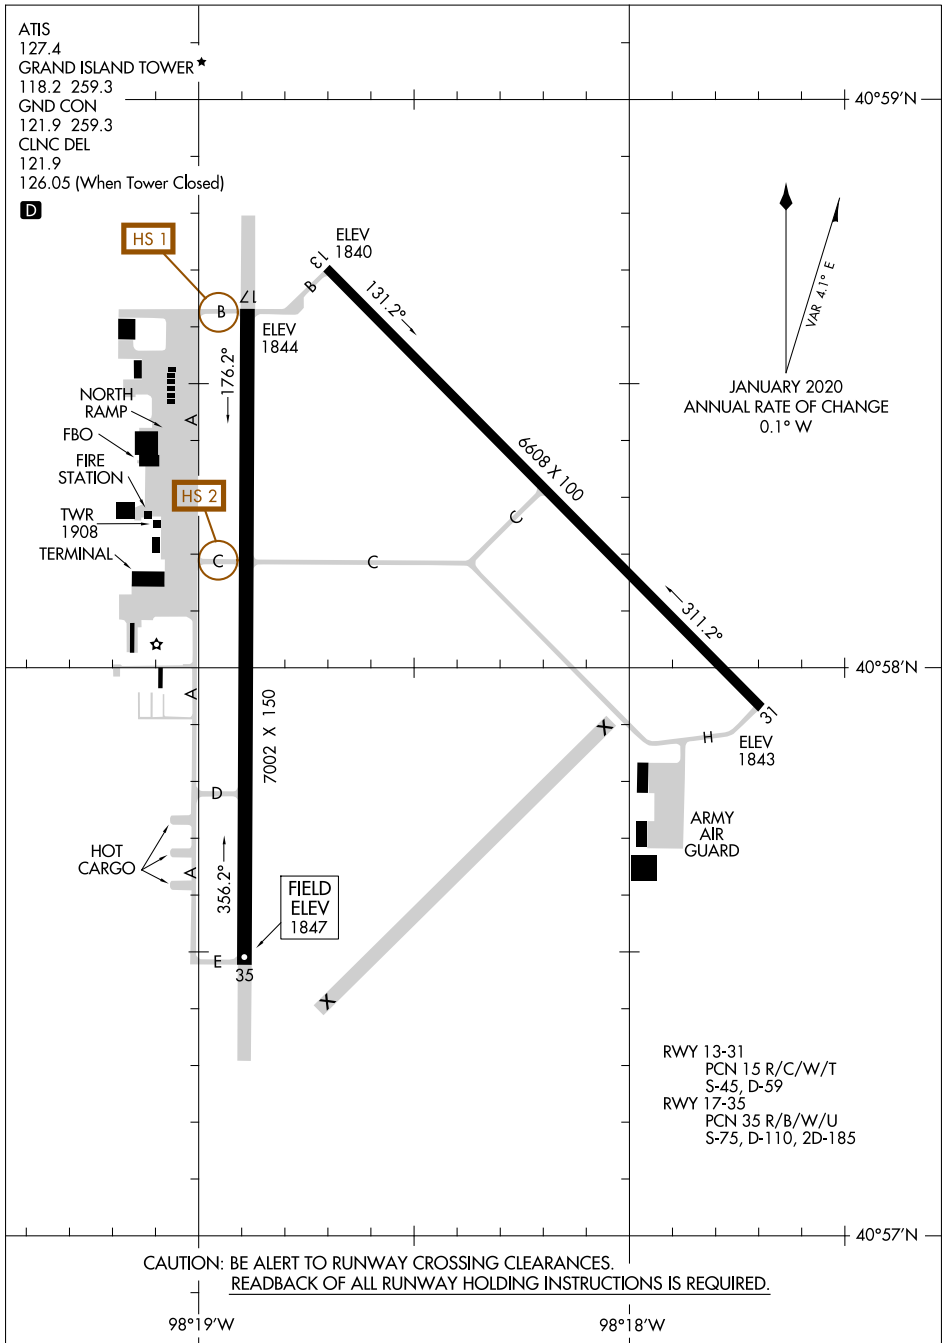 ATIS
127.4
GRAND ISLAND TOWER★
118.2 259.3
GND CON
121.9 259.3
CLNC DEL
121.9
126.05 (When Tower Closed)
D
40°59'N
HS 1
ELEV
1840
13
B
B
17
131.2°
VAR 4.1° E
ELEV
1844
176.2°
JANUARY 2020
ANNUAL RATE OF CHANGE
0.1° W
NORTH
RAMP
A
FBO
FIRE
STATION
6608 X 100
HS 2
TWR
1908
C
TERMINAL
C
C
311.2°
40°58'N
A
7002 X 150
31
X
H
ELEV
1843
D
ARMY
AIR
GUARD
HOT
CARGO
A
356.2°
FIELD
ELEV
1847
E
35
X
RWY 13-31
PCN 15 R/C/W/T
S-45, D-59
RWY 17-35
PCN 35 R/B/W/U
S-75, D-110, 2D-185
40°57'N
CAUTION: BE ALERT TO RUNWAY CROSSING CLEARANCES.
READBACK OF ALL RUNWAY HOLDING INSTRUCTIONS IS REQUIRED.
98°19'W
98°18'W